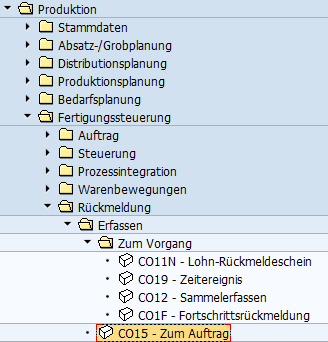 Produktion
Stammdaten
Absatz-/Grobplanung
Distributionsplanung
Produktionsplanung
Bedarfsplanung
Fertigungssteuerung
Auftrag
Steuerung
Prozessintegration
Warenbewegungen
Rückmeldung
Erfassen
Zum Vorgang
CO11N - Lohn-Rückmeldeschein
CO19 - Zeitereignis
CO12 - Sammelerfassen
CO1F - Fortschrittsrückmeldung
CO15 - Zum Auftrag